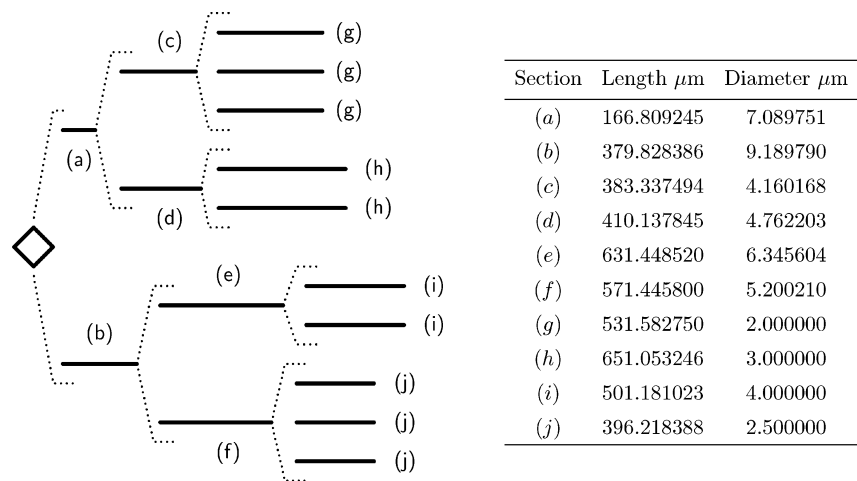 (c)
(g)
(g)
(g)
(a)
(h)
(d)
(h)
(e)
(i)
(b)
(i)
(j)
(j)
(f)
(j)
Section Length μm Diameter μm
(a) 166.809245 7.089751
(b) 379.828386 9.189790
(c) 383.337494 4.160168
(d) 410.137845 4.762203
(e) 631.448520 6.345604
(f) 571.445800 5.200210
(g) 531.582750 2.000000
(h) 651.053246 3.000000
(i) 501.181023 4.000000
(j) 396.218388 2.500000